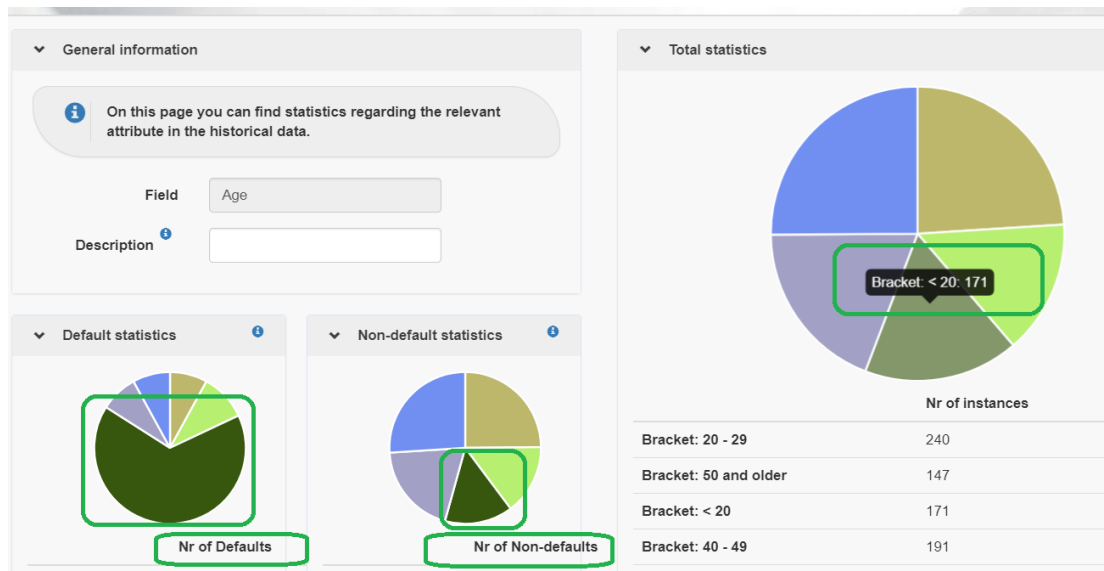 General information
On this page you can find statistics regarding the relevant
attribute in the historical data.
Field
Age
Description
Default statistics
Nr of Defaults
Non-default statistics
Nr of Non-defaults
Total statistics
Bracket: < 20: 171
Nr of instances
Bracket: 20 - 29 240
Bracket: 50 and older 147
Bracket: < 20 171
Bracket: 40 - 49 191